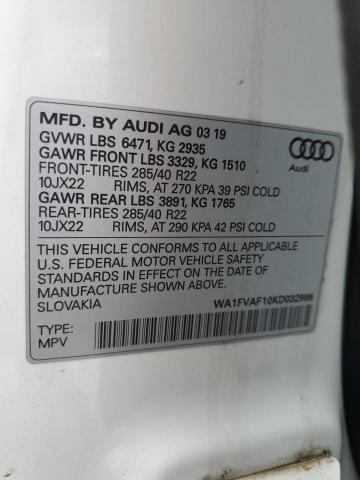 MFD. BY AUDI AG 03 19
GVWR LBS 6471, KG 2935
GAWR FRONT LBS 3329, KG 1510
FRONT-TIRES 285/40 R22
10JX22 RIMS, AT 270 KPA 39 PSI COLD
GAWR REAR LBS 3891, KG 1765
REAR-TIRES 285/40 R22
10JX22 RIMS, AT 290 KPA 42 PSI COLD
Audi
THIS VEHICLE CONFORMS TO ALL APPLICABLE
U.S. FEDERAL MOTOR VEHICLE SAFETY
STANDARDS IN EFFECT ON THE DATE OF
MANUFACTURE SHOWN ABOVE.
SLOVAKIA
WA1FVAF10KD032986
TYPE:
MPV